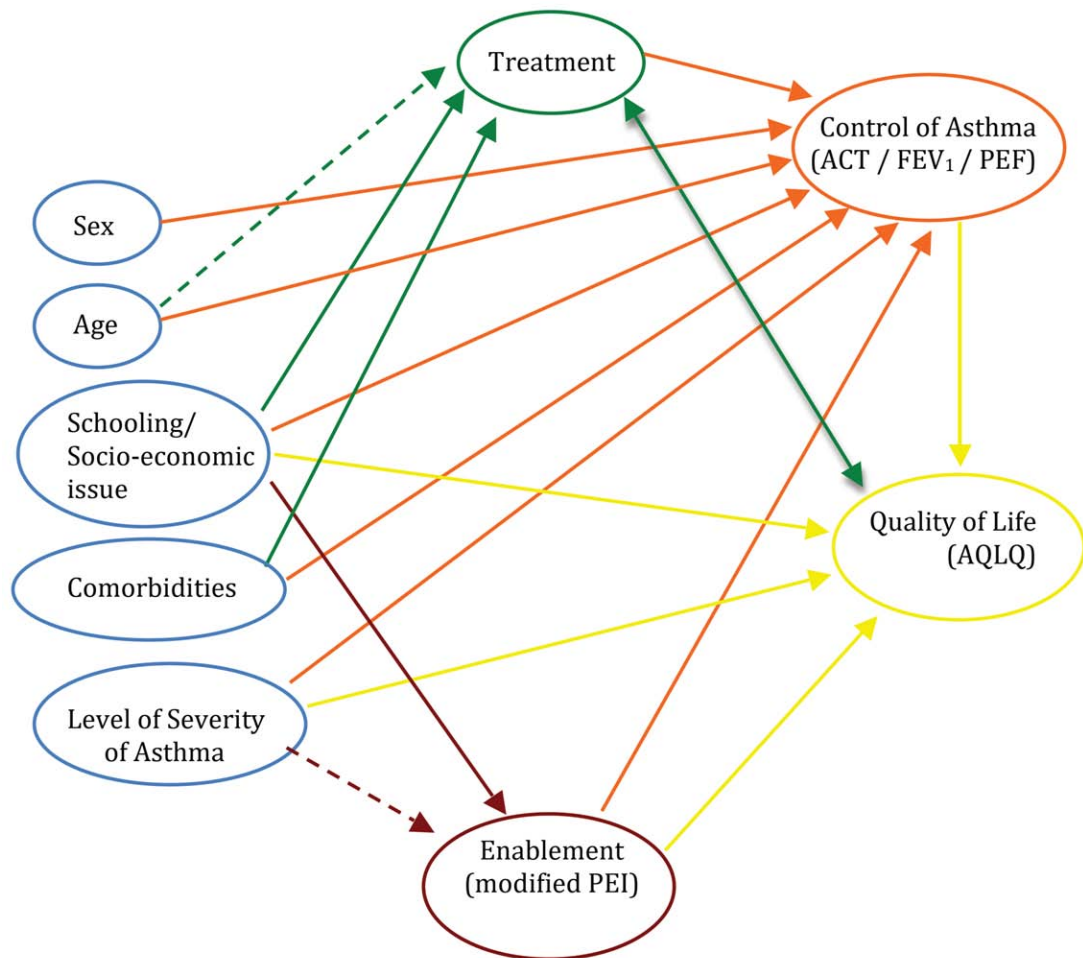 Treatment
Control of Asthma
(ACT / FEV₁ / PEF)
Sex
Age
Schooling/
Socio-economic
issue
Quality of Life
(AQLQ)
Comorbidities
Level of Severity
of Asthma
Enablement
(modified PEI)